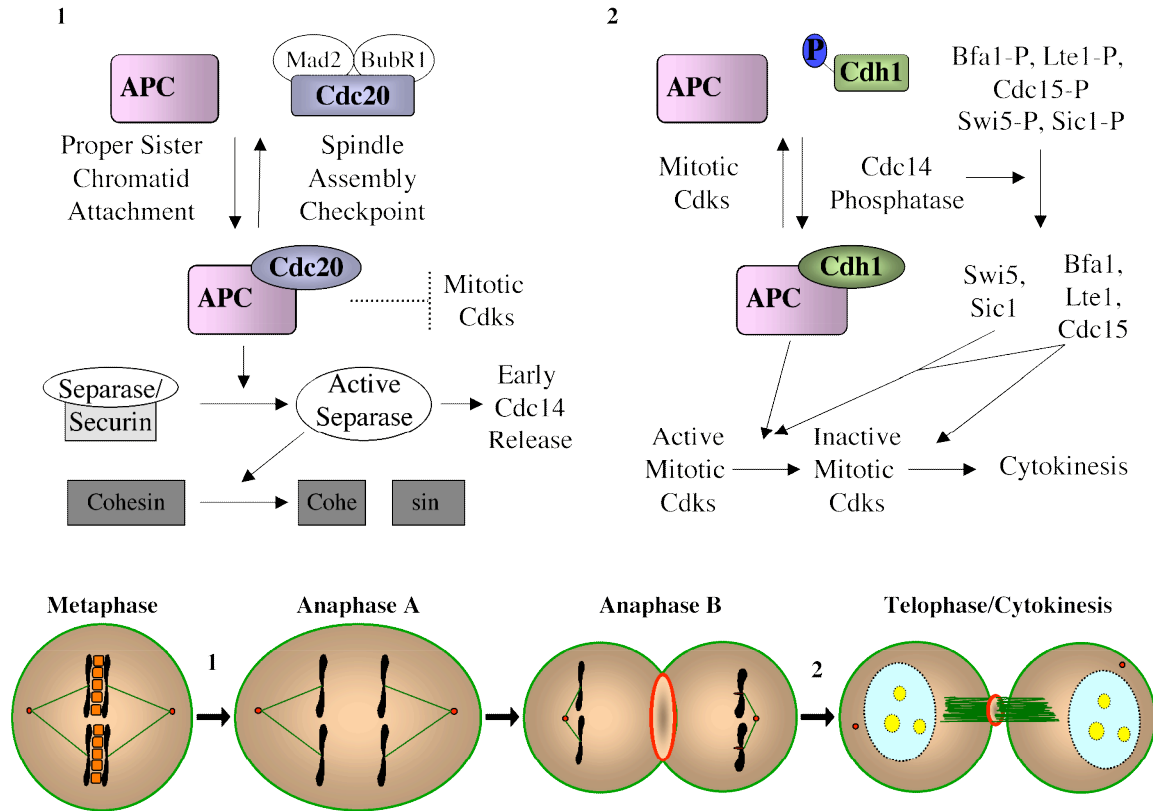 1
Mad2
BubR1
APC
Cdc20
Proper Sister
Chromatid
Attachment
Spindle
Assembly
Checkpoint
Cdc20
APC
Mitotic
Cdks
Separase/
Securin
Active
Separase
Early
Cdc14
Release
Cohesin
Cohe
sin
2
APC
P
Cdh1
Bfa1-P, Lte1-P,
Cdc15-P
Swi5-P, Sic1-P
Mitotic
Cdks
Cdc14
Phosphatase
Cdh1
APC
Swi5,
Sic1
Bfa1,
Lte1,
Cdc15
Active
Mitotic
Cdks
Inactive
Mitotic
Cdks
Cytokinesis
Metaphase
Anaphase A
Anaphase B
Telophase/Cytokinesis
1
2